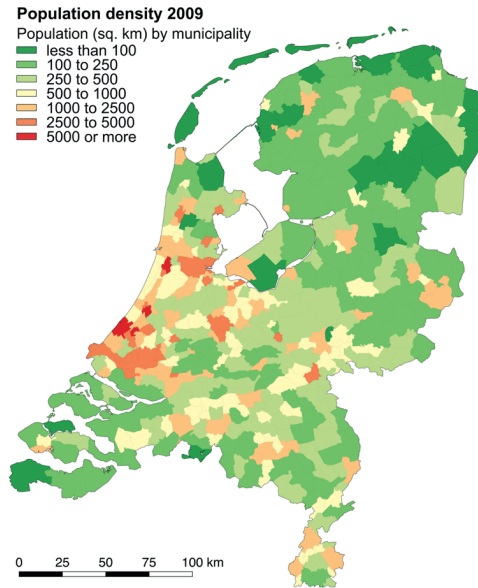 Population density 2009
Population (sq. km) by municipality
less than 100
100 to 250
250 to 500
500 to 1000
1000 to 2500
2500 to 5000
5000 or more
0 25 50 75 100 km